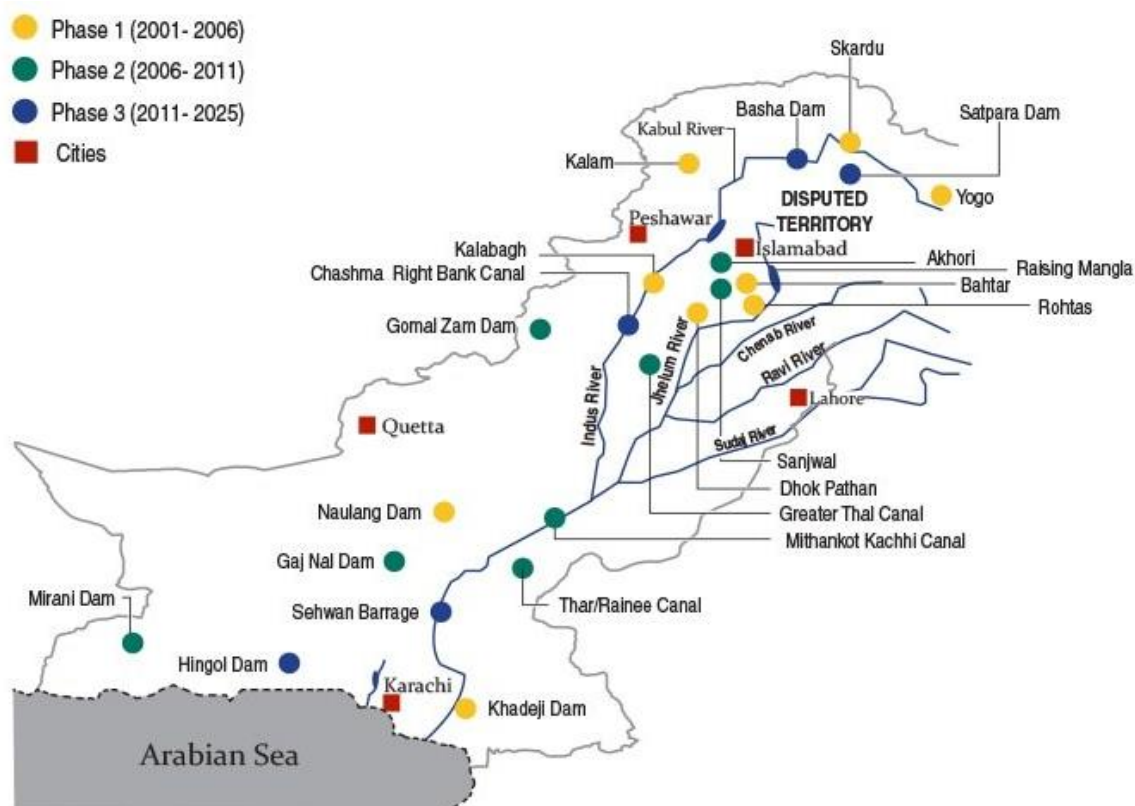 Phase 1 (2001- 2006)
Phase 2 (2006- 2011)
Phase 3 (2011- 2025)
Cities
Skardu
Basha Dam
Satpara Dam
Kabul River
Kalam
Yogo
DISPUTED
TERRITORY
Peshawar
Islamabad
Kalabagh
Akhori
Chashma Right Bank Canal
Raising Mangla
Bahtar
Rohtas
Gomal Zam Dam
Jhelum River
Chenab River
Ravi River
Indus River
Lahore
Quetta
Sutlaj River
Sanjwal
Dhok Pathan
Naulang Dam
Greater Thal Canal
Mithankot Kachhi Canal
Gaj Nal Dam
Mirani Dam
Sehwan Barrage
Thar/Rainee Canal
Hingol Dam
Karachi
Khadeji Dam
Arabian Sea